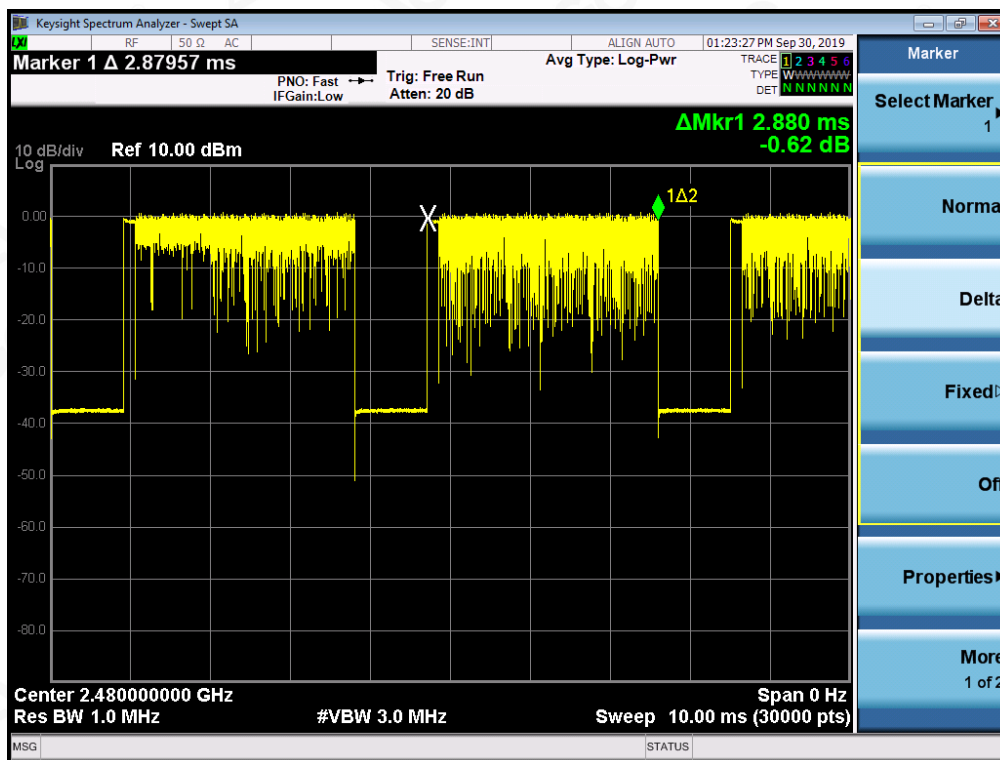 Keysight Spectrum Analyzer - Swept SA
LXI RF 50 Ω AC SENSE:INT ALIGN AUTO 01:23:27 PM Sep 30, 2019
Marker 1 Δ 2.87957 ms
PNO: Fast
IFGain:Low
Trig: Free Run
Atten: 20 dB
Avg Type: Log-Pwr
TRACE 1 2 3 4 5 6
TYPE W
DET N N N N N N
ΔMkr1 2.880 ms
-0.62 dB
10 dB/div Ref 10.00 dBm
Log
1Δ2
X
0.00
-10.0
-20.0
-30.0
-40.0
-50.0
-60.0
-70.0
-80.0
Center 2.480000000 GHz Span 0 Hz
Res BW 1.0 MHz #VBW 3.0 MHz Sweep 10.00 ms (30000 pts)
MSG STATUS
Marker
Select Marker
1
Norma
Delta
Fixed
Off
Properties
More
1 of 2